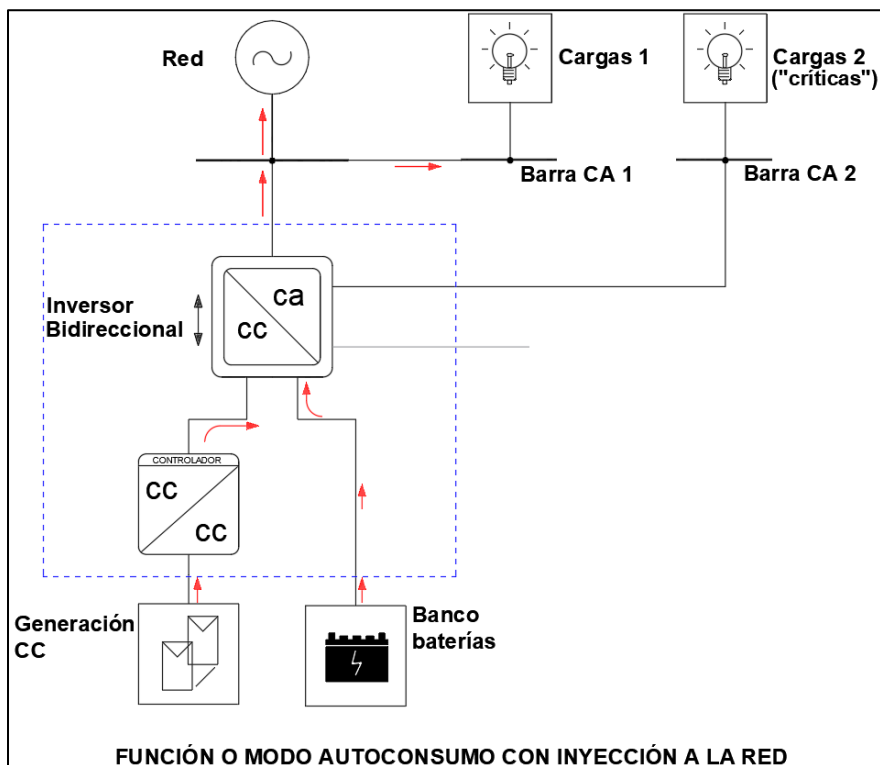 Red
Cargas 1
Cargas 2
("críticas")
Barra CA 1
Barra CA 2
Inversor
Bidireccional
ca
cc
CONTROLADOR
CC
CC
Generación
CC
Banco
baterías
FUNCIÓN O MODO AUTOCONSUMO CON INYECCIÓN A LA RED